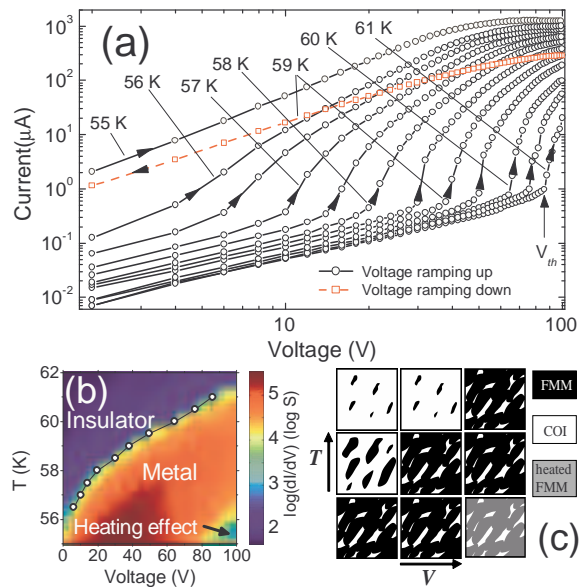 (a)
Current(μA)
10³
10²
10¹
10⁰
10⁻¹
10⁻²
55 K
56 K
57 K
58 K
59 K
60 K
61 K
V_th
Voltage ramping up
Voltage ramping down
10
100
Voltage (V)
(b)
T (K)
62
60
58
56
Insulator
Metal
Heating effect
0 20 40 60 80 100
Voltage (V)
5
4
3
2
log(dI/dV) (log S)
T
V
FMM
COI
heated
FMM
(c)